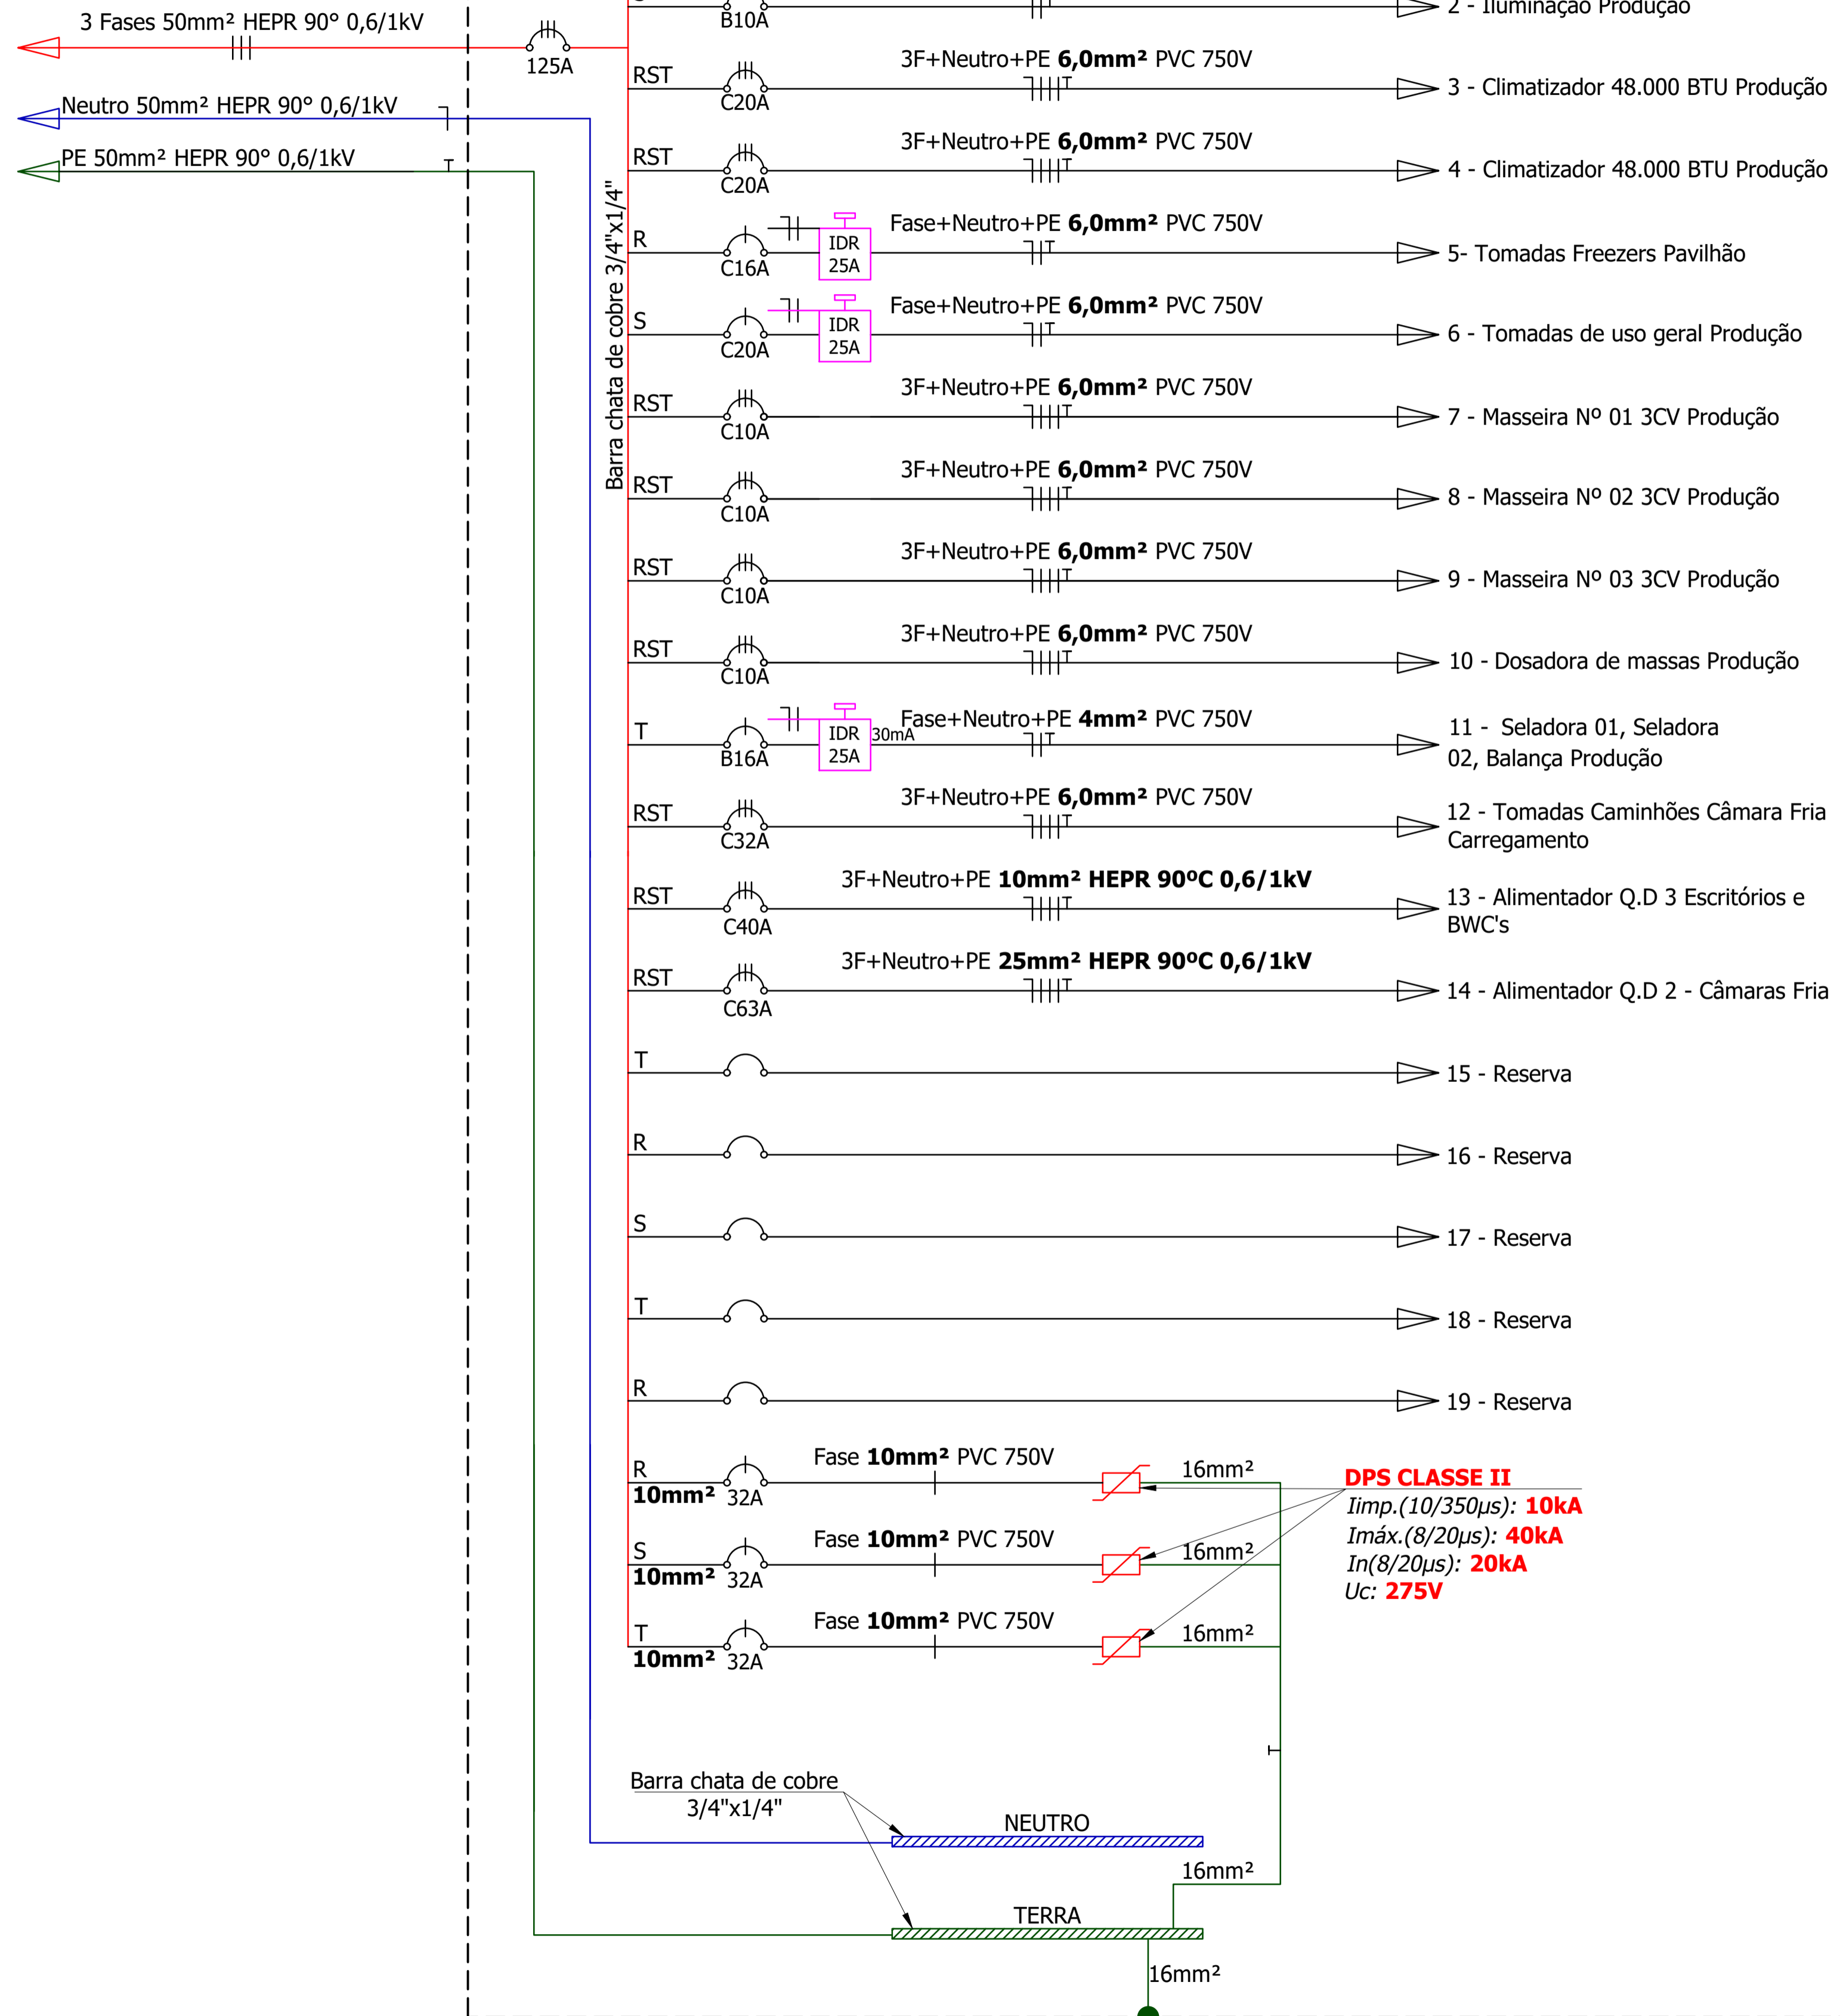 2 - Iluminação Produção
B10A
3 Fases 50mm² HEPR 90° 0,6/1kV
125A
Neutro 50mm² HEPR 90° 0,6/1kV
PE 50mm² HEPR 90° 0,6/1kV
Barra chata de cobre 3/4"x1/4"
RST
C20A
3F+Neutro+PE 6,0mm² PVC 750V
3 - Climatizador 48.000 BTU Produção
RST
C20A
3F+Neutro+PE 6,0mm² PVC 750V
4 - Climatizador 48.000 BTU Produção
R
C16A
IDR
25A
Fase+Neutro+PE 6,0mm² PVC 750V
5- Tomadas Freezers Pavilhão
S
C20A
IDR
25A
Fase+Neutro+PE 6,0mm² PVC 750V
6 - Tomadas de uso geral Produção
RST
C10A
3F+Neutro+PE 6,0mm² PVC 750V
7 - Masseira Nº 01 3CV Produção
RST
C10A
3F+Neutro+PE 6,0mm² PVC 750V
8 - Masseira Nº 02 3CV Produção
RST
C10A
3F+Neutro+PE 6,0mm² PVC 750V
9 - Masseira Nº 03 3CV Produção
RST
C10A
3F+Neutro+PE 6,0mm² PVC 750V
10 - Dosadora de massas Produção
T
B16A
IDR
25A
30mA
Fase+Neutro+PE 4mm² PVC 750V
11 - Seladora 01, Seladora
02, Balança Produção
RST
C32A
3F+Neutro+PE 6,0mm² PVC 750V
12 - Tomadas Caminhões Câmara Fria
Carregamento
RST
C40A
3F+Neutro+PE 10mm² HEPR 90ºC 0,6/1kV
13 - Alimentador Q.D 3 Escritórios e
BWC's
RST
C63A
3F+Neutro+PE 25mm² HEPR 90ºC 0,6/1kV
14 - Alimentador Q.D 2 - Câmaras Fria
T
15 - Reserva
R
16 - Reserva
S
17 - Reserva
T
18 - Reserva
R
19 - Reserva
R
10mm²
32A
Fase 10mm² PVC 750V
16mm²
S
10mm²
32A
Fase 10mm² PVC 750V
16mm²
T
10mm²
32A
Fase 10mm² PVC 750V
16mm²
DPS CLASSE II
Iimp.(10/350µs): 10kA
Imáx.(8/20µs): 40kA
In(8/20µs): 20kA
Uc: 275V
Barra chata de cobre
3/4"x1/4"
NEUTRO
16mm²
TERRA
16mm²